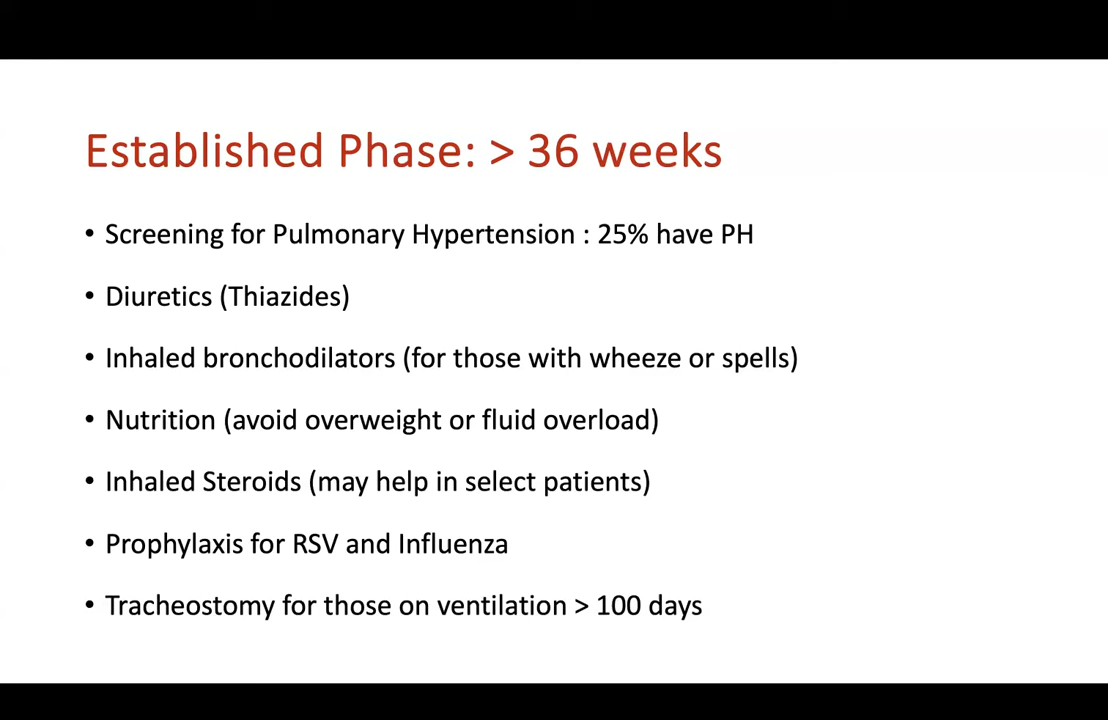 Established Phase: > 36 weeks
• Screening for Pulmonary Hypertension : 25% have PH
• Diuretics (Thiazides)
• Inhaled bronchodilators (for those with wheeze or spells)
• Nutrition (avoid overweight or fluid overload)
• Inhaled Steroids (may help in select patients)
• Prophylaxis for RSV and Influenza
• Tracheostomy for those on ventilation > 100 days